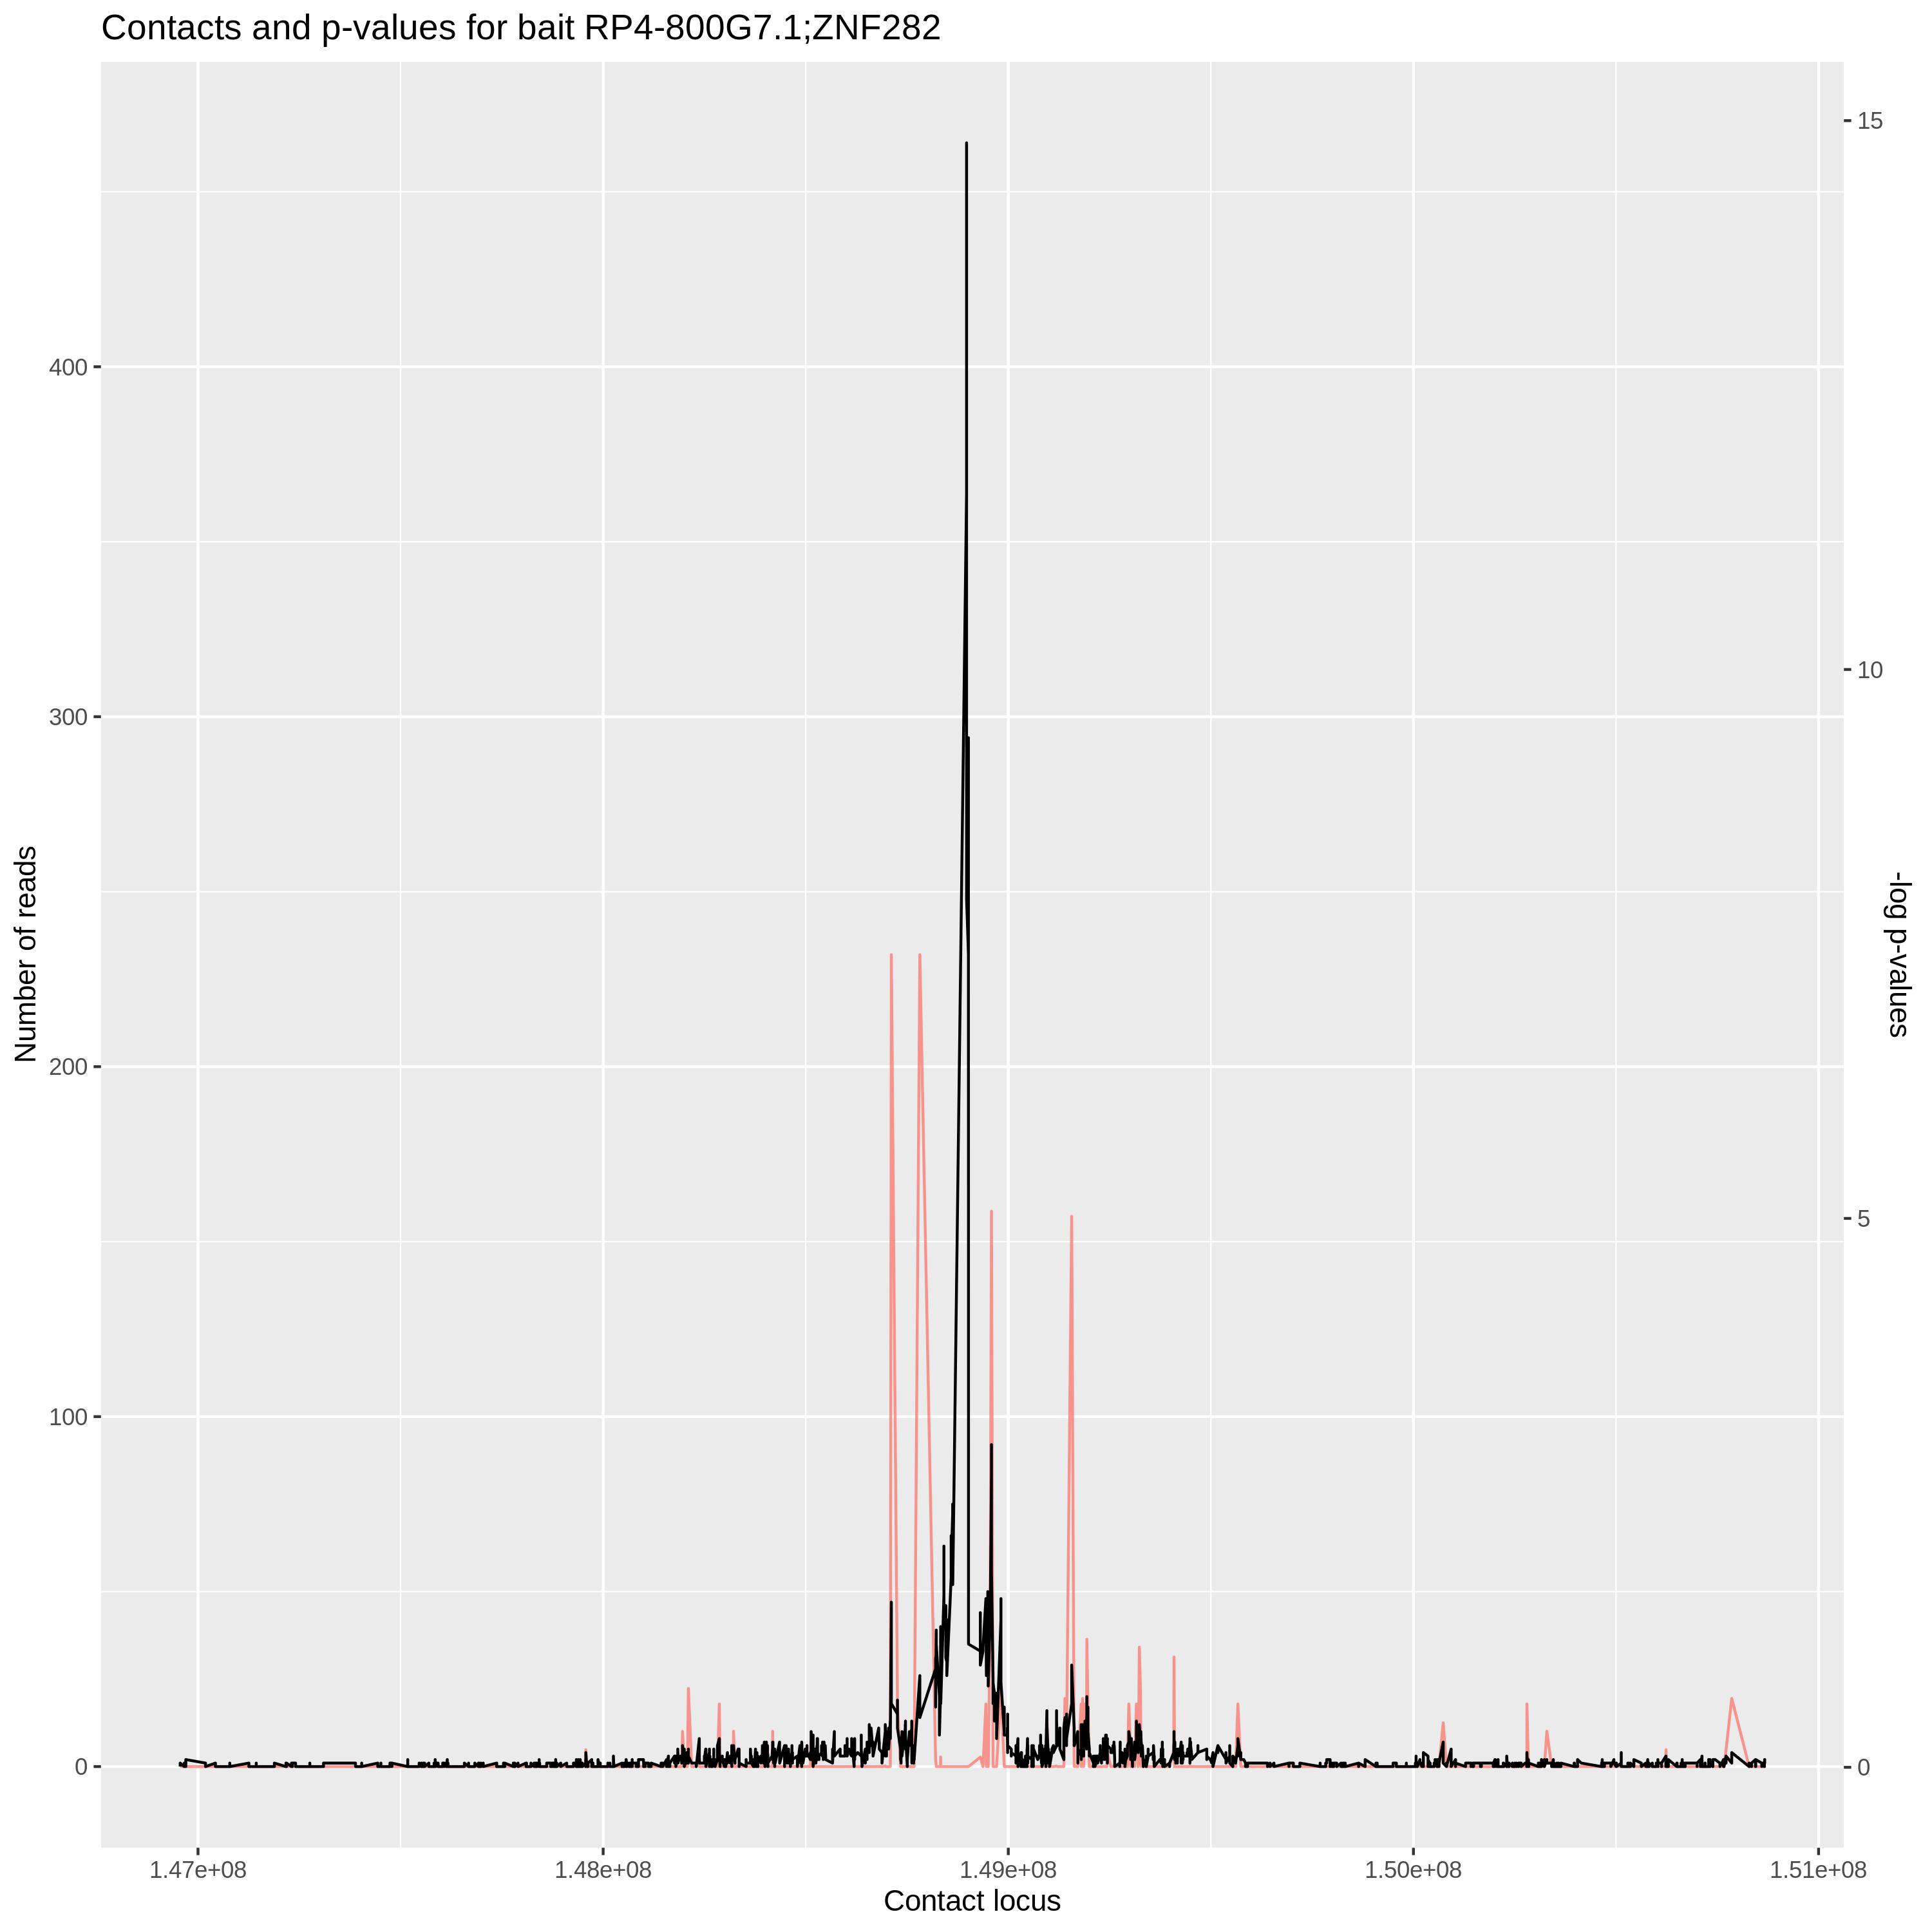 Contacts and p-values for bait RP4-800G7.1;ZNF282
15
400
10
300
Number of reads
-log p-values
200
5
100
0
0
1.47e+08
1.48e+08
1.49e+08
1.50e+08
1.51e+08
Contact locus